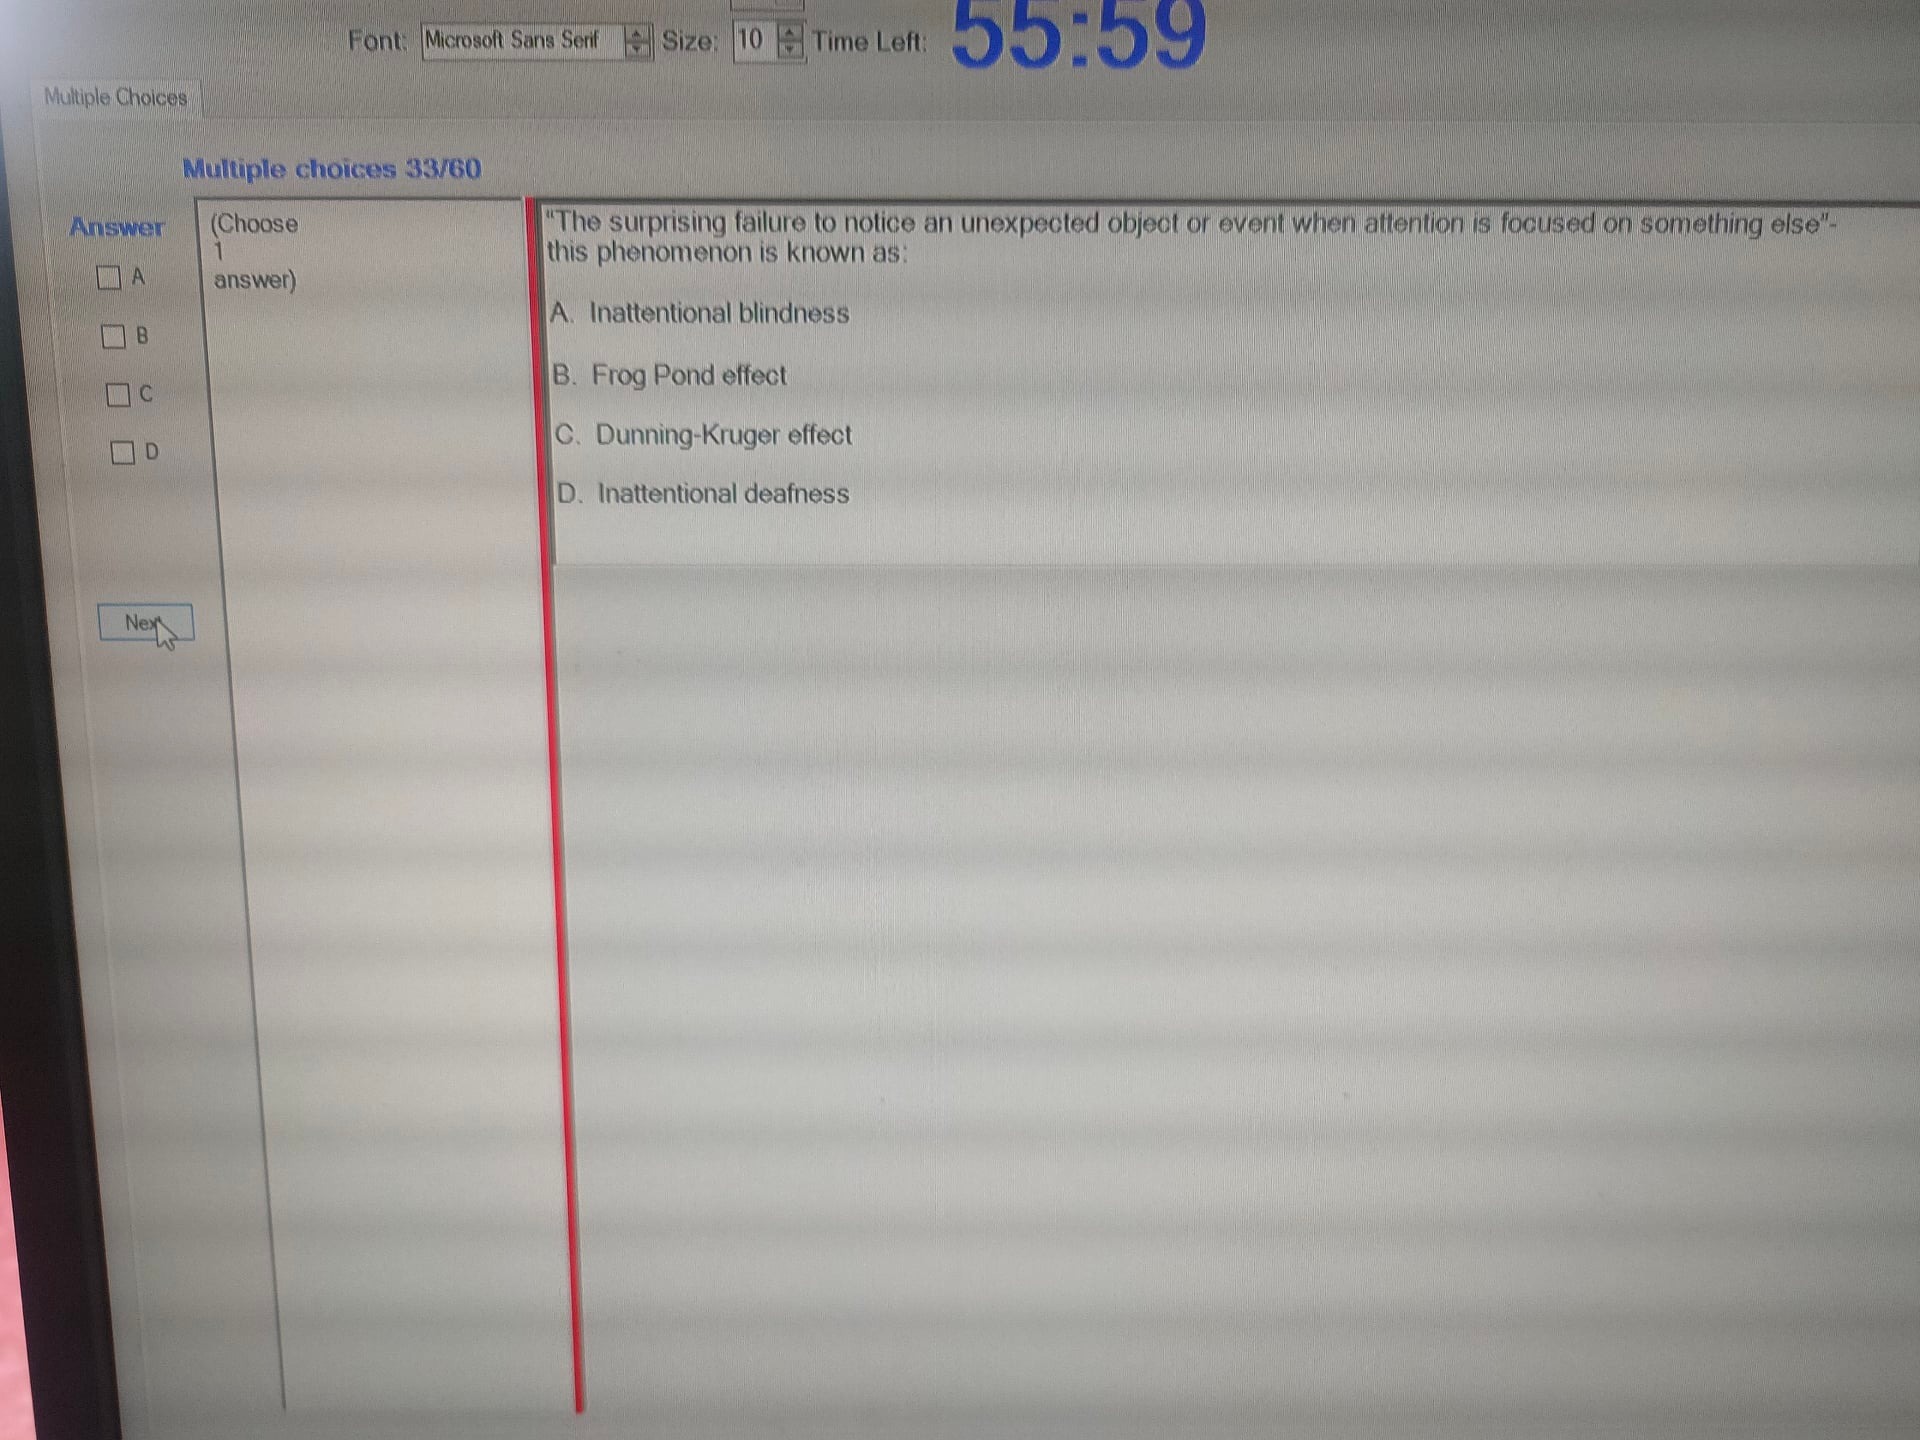 Font: Microsoft Sans Serif Size: 10 Time Left: 55:59
Multiple Choices
Multiple choices 33/60
Answer
A
B
C
D
Next
(Choose
1
answer)
"The surprising failure to notice an unexpected object or event when attention is focused on something else"-
this phenomenon is known as:
A. Inattentional blindness
B. Frog Pond effect
C. Dunning-Kruger effect
D. Inattentional deafness